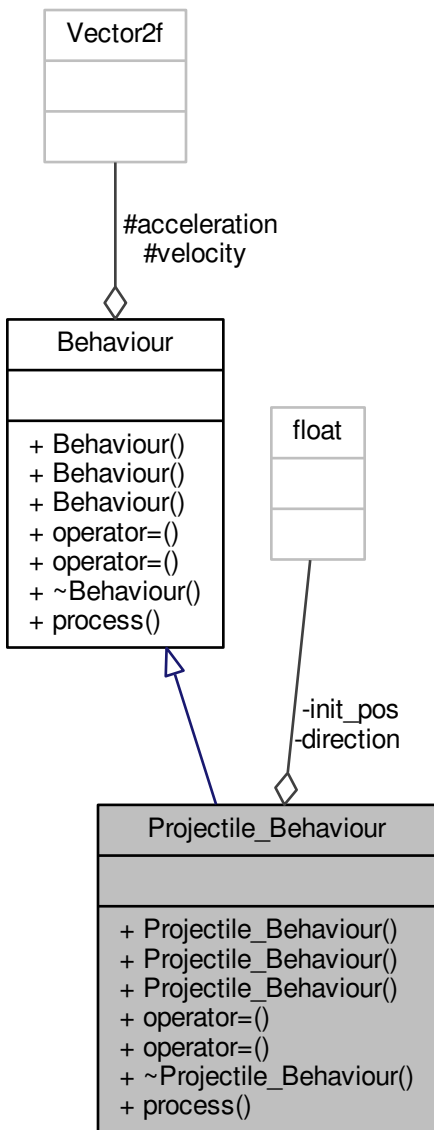 Vector2f
#acceleration
#velocity
Behaviour
+ Behaviour()
+ Behaviour()
+ Behaviour()
+ operator=()
+ operator=()
+ ~Behaviour()
+ process()
float
-init_pos
-direction
Projectile_Behaviour
+ Projectile_Behaviour()
+ Projectile_Behaviour()
+ Projectile_Behaviour()
+ operator=()
+ operator=()
+ ~Projectile_Behaviour()
+ process()